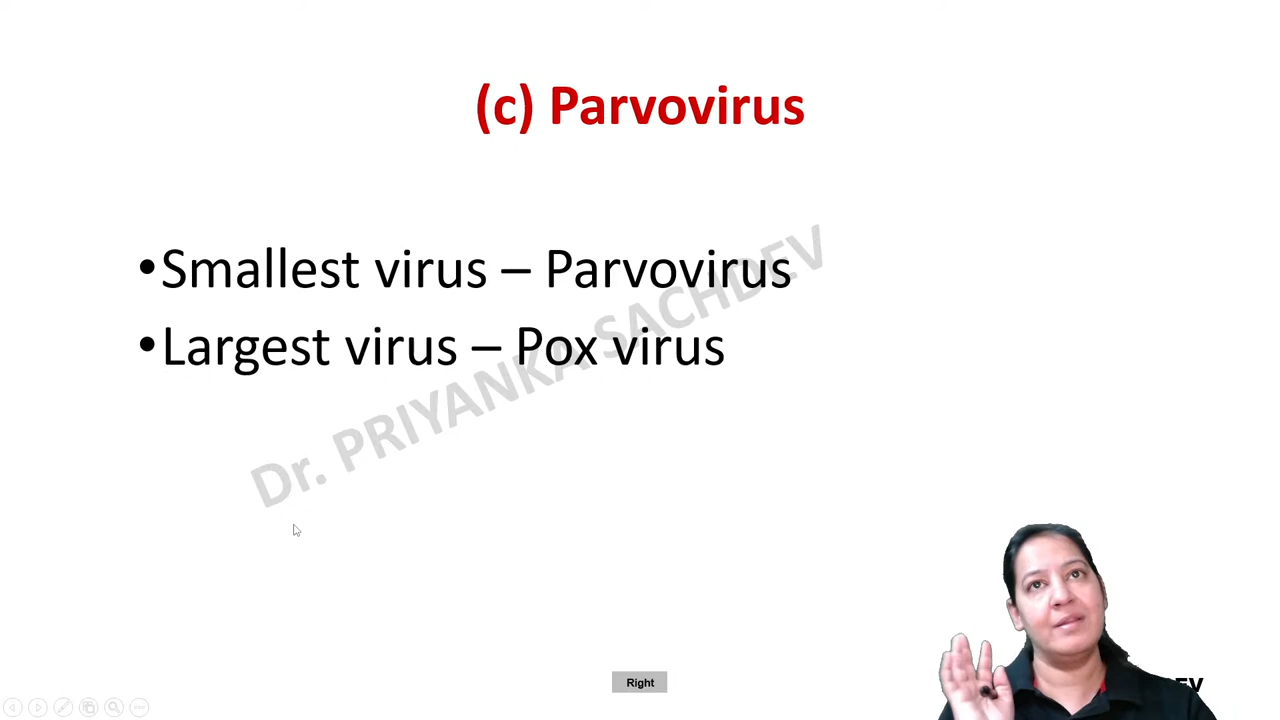 (c) Parvovirus
•Smallest virus – Parvovirus
•Largest virus – Pox virus
Dr. PRIYANKA SACHDEV
Right